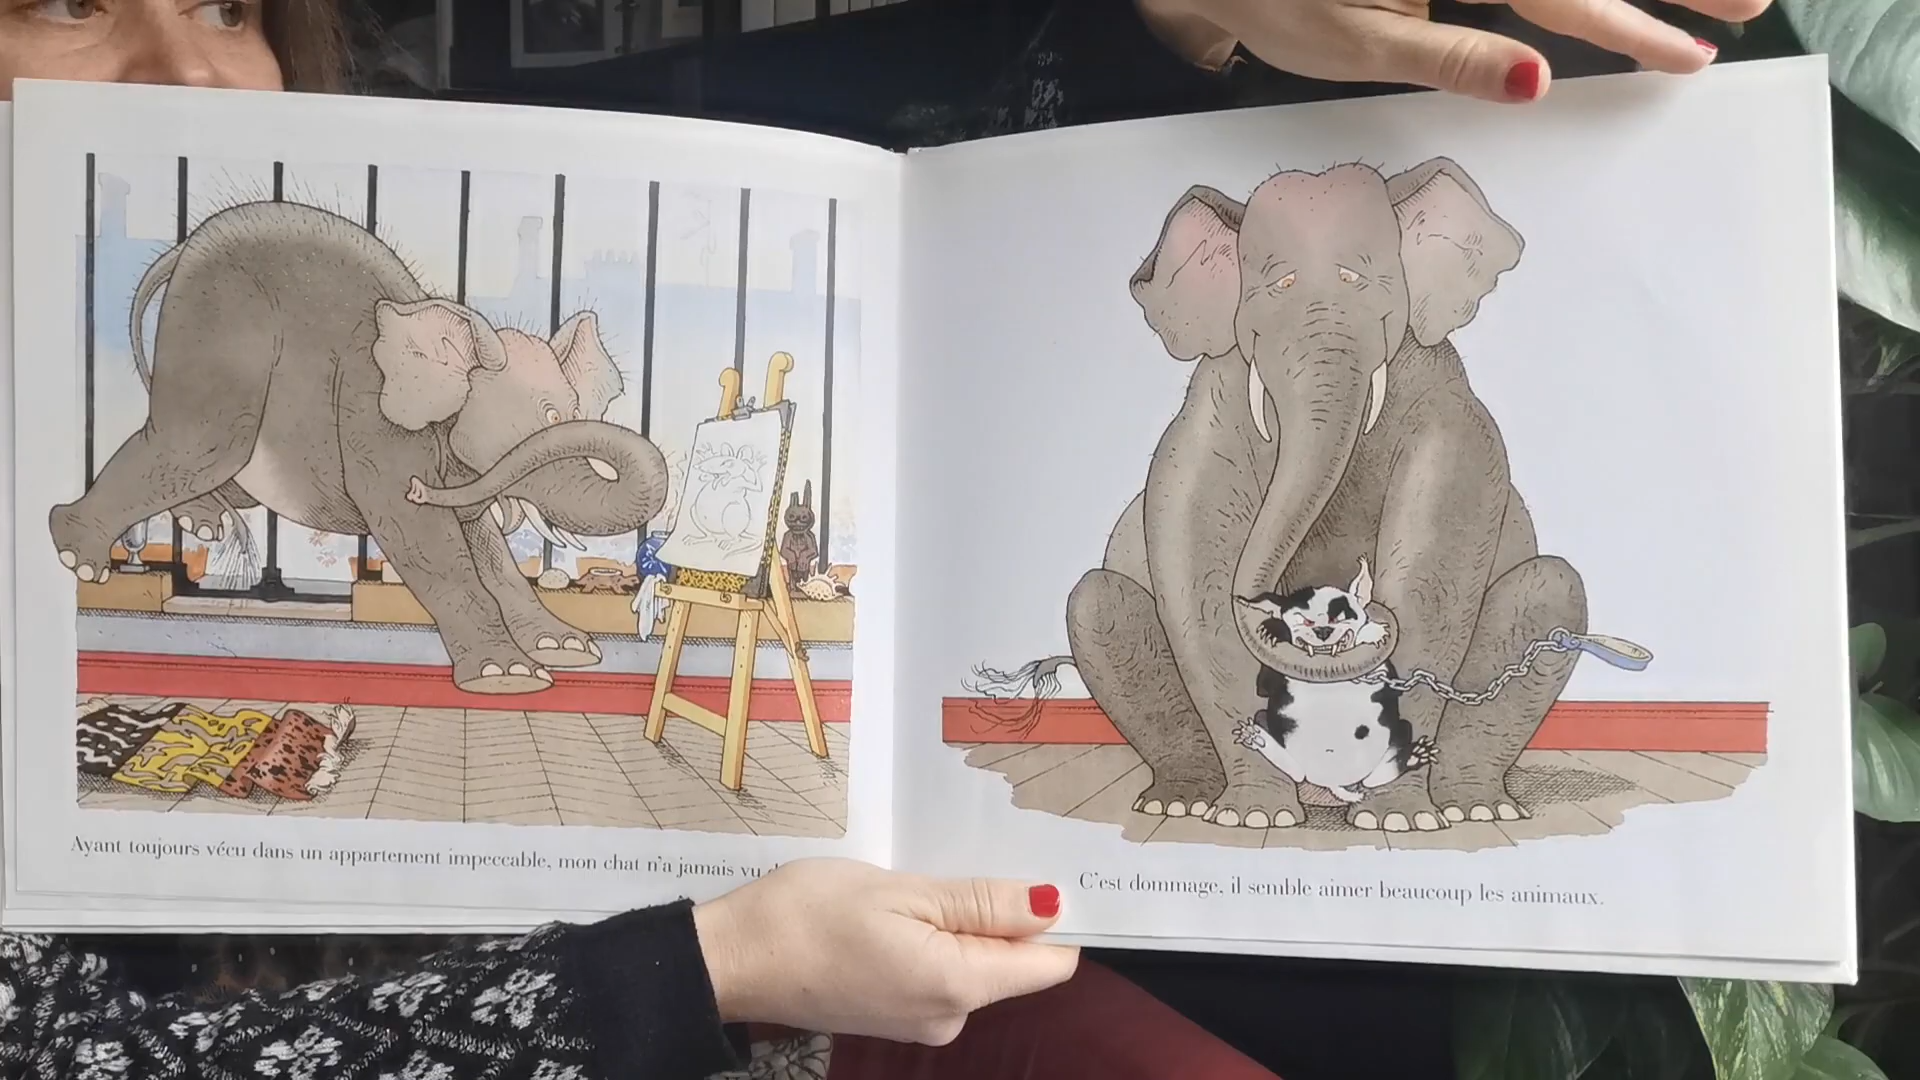 Ayant toujours vécu dans un appartement impeccable, mon chat n'a jamais vu
C'est dommage, il semble aimer beaucoup les animaux.